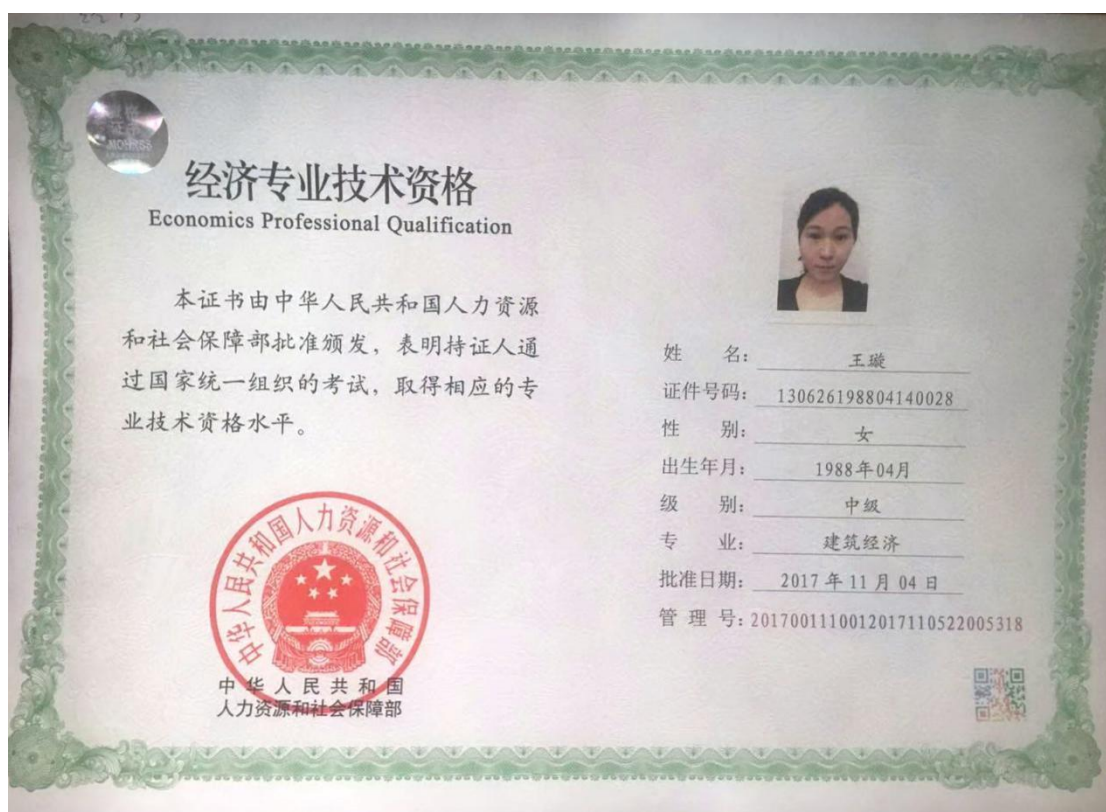 经济专业技术资格
Economics Professional Qualification
本证书由中华人民共和国人力资源
和社会保障部批准颁发，表明持证人通
过国家统一组织的考试，取得相应的专
业技术资格水平。
中华人民共和国人力资源和社会保障部
中华人民共和国
人力资源和社会保障部
姓 名：王璇
证件号码：130626198804140028
性 别：女
出生年月：1988年04月
级 别：中级
专 业：建筑经济
批准日期：2017年11月04日
管 理 号：2017001110012017110522005318